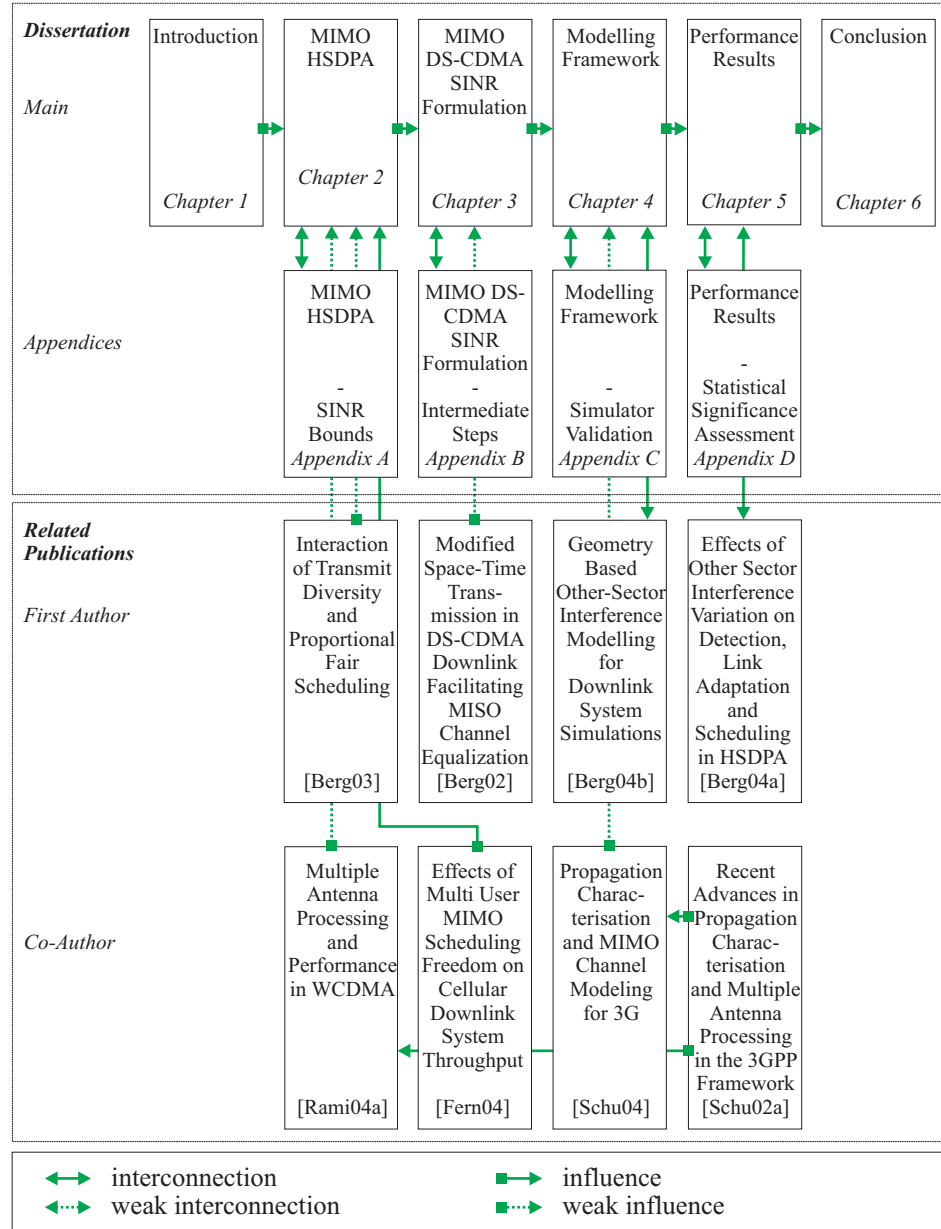 Dissertation
Main
Introduction
Chapter 1
MIMO
HSDPA
Chapter 2
MIMO
DS-CDMA
SINR
Formulation
Chapter 3
Modelling
Framework
Chapter 4
Performance
Results
Chapter 5
Conclusion
Chapter 6
Appendices
MIMO
HSDPA
-
SINR
Bounds
Appendix A
MIMO DS-
CDMA
SINR
Formulation
-
Intermediate
Steps
Appendix B
Modelling
Framework
-
Simulator
Validation
Appendix C
Performance
Results
-
Statistical
Significance
Assessment
Appendix D
Related
Publications
First Author
Interaction
of Transmit
Diversity
and
Proportional
Fair
Scheduling
[Berg03]
Modified
Space-Time
Trans-
mission in
DS-CDMA
Downlink
Facilitating
MISO
Channel
Equalization
[Berg02]
Geometry
Based
Other-Sector
Interference
Modelling
for
Downlink
System
Simulations
[Berg04b]
Effects of
Other Sector
Interference
Variation on
Detection,
Link
Adaptation
and
Scheduling
in HSDPA
[Berg04a]
Co-Author
Multiple
Antenna
Processing
and
Performance
in WCDMA
[Rami04a]
Effects of
Multi User
MIMO
Scheduling
Freedom on
Cellular
Downlink
System
Throughput
[Fern04]
Propagation
Charac-
terisation
and MIMO
Channel
Modeling
for 3G
[Schu04]
Recent
Advances in
Propagation
Charac-
terisation
and Multiple
Antenna
Processing
in the 3GPP
Framework
[Schu02a]
interconnection
weak interconnection
influence
weak influence